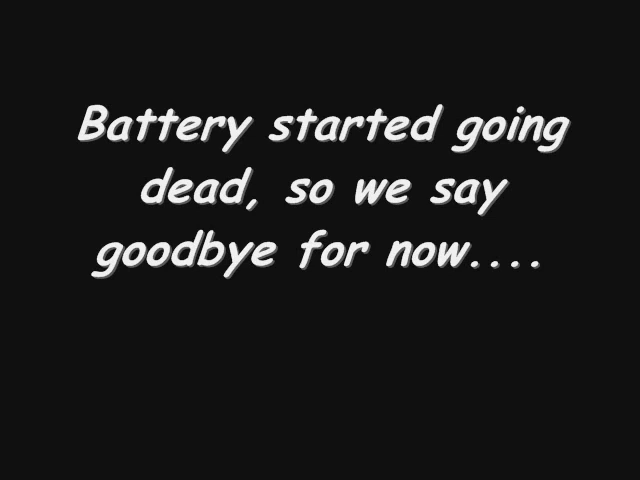 Battery started going
dead, so we say
goodbye for now....